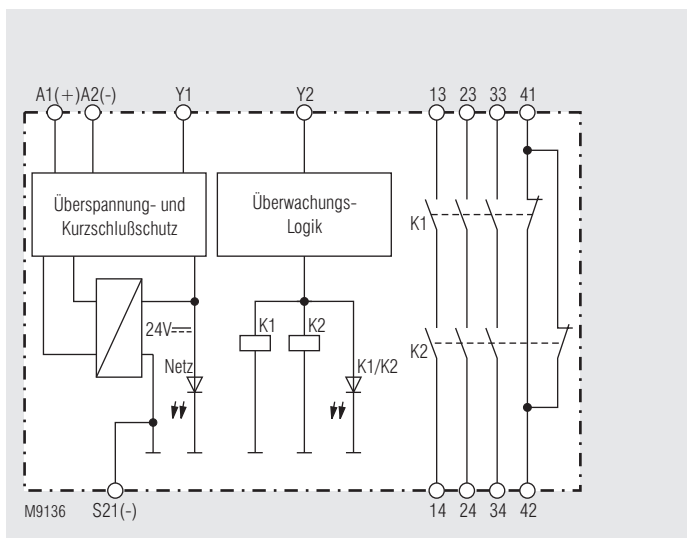 A1(+) A2(-) Y1 Y2 13 23 33 41
Überspannung- und
Kurzschlußschutz
Überwachungs-
Logik
K1
24V
K1 K2
K2
Netz
K1/K2
M9136 S21(-) 14 24 34 42